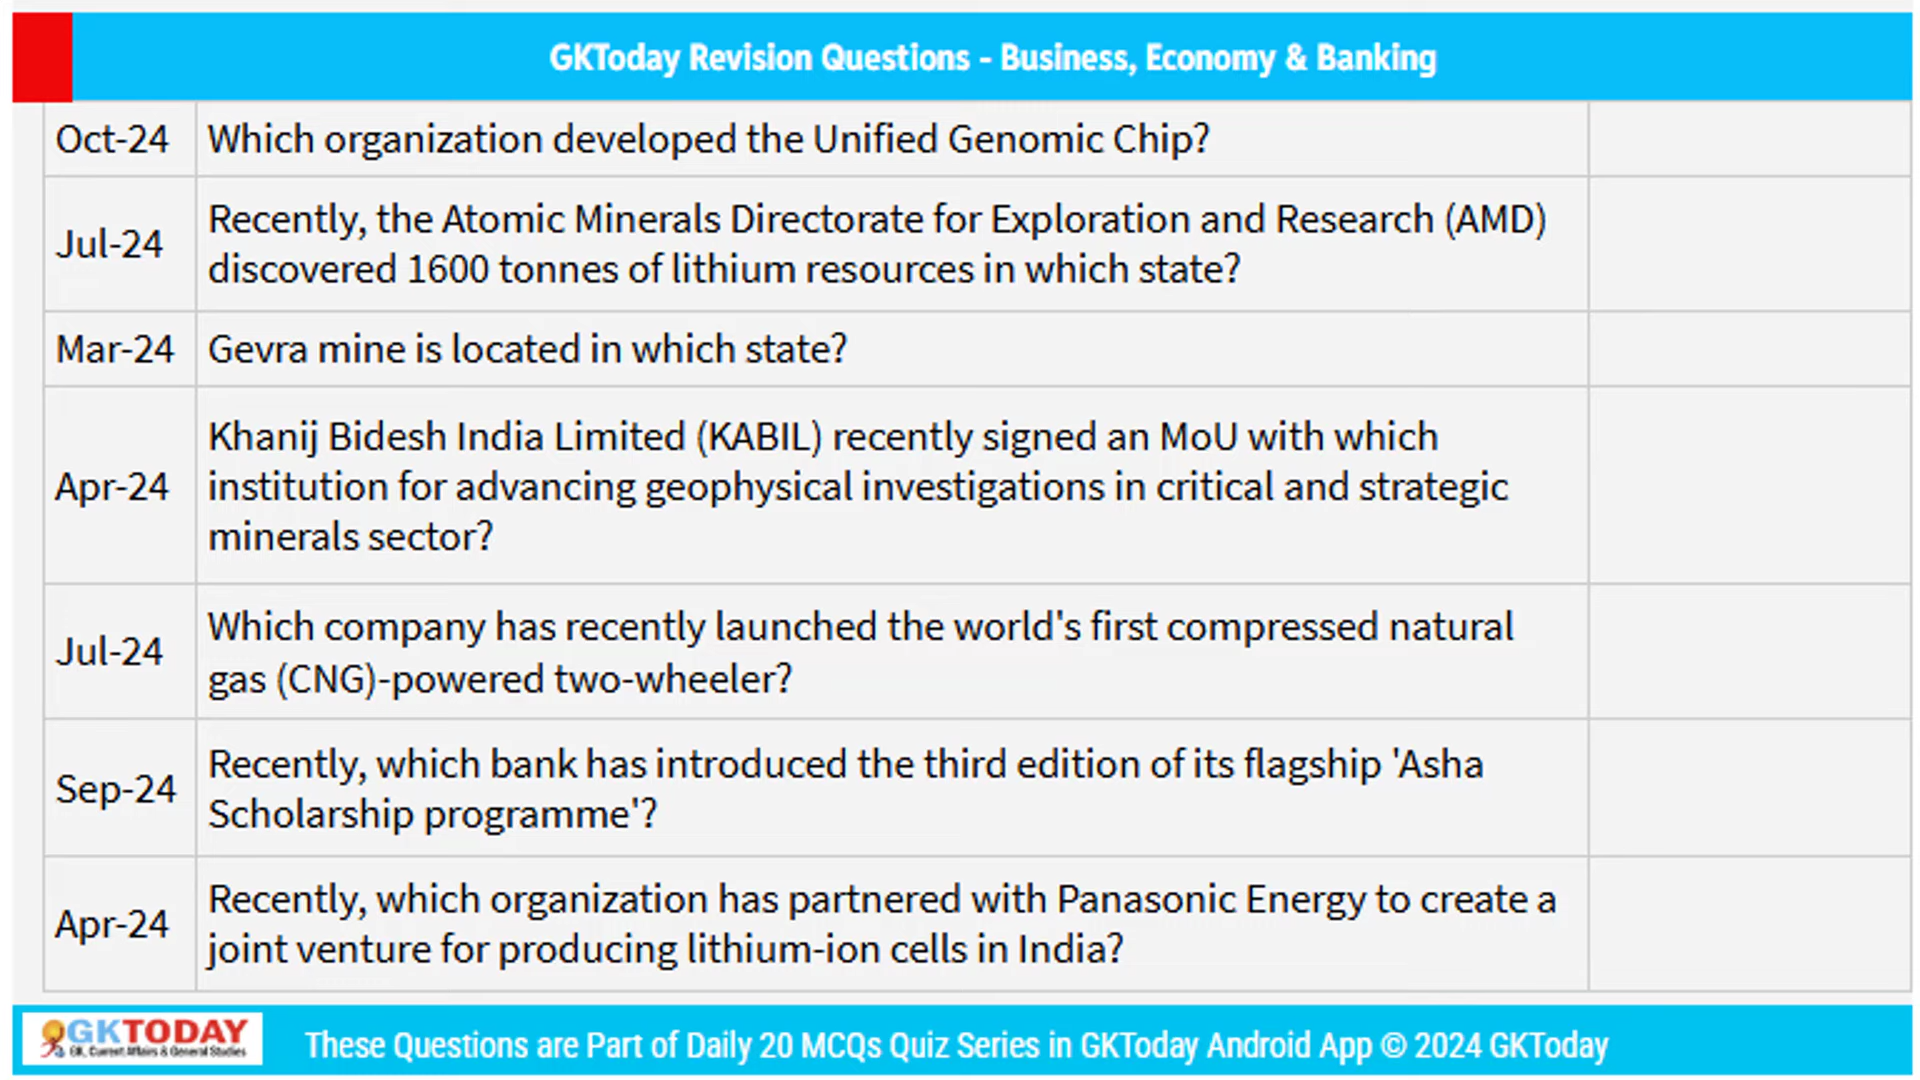 GKToday Revision Questions - Business, Economy & Banking
Oct-24
Which organization developed the Unified Genomic Chip?
Jul-24
Recently, the Atomic Minerals Directorate for Exploration and Research (AMD)
discovered 1600 tonnes of lithium resources in which state?
Mar-24
Gevra mine is located in which state?
Apr-24
Khanij Bidesh India Limited (KABIL) recently signed an MoU with which
institution for advancing geophysical investigations in critical and strategic
minerals sector?
Jul-24
Which company has recently launched the world's first compressed natural
gas (CNG)-powered two-wheeler?
Sep-24
Recently, which bank has introduced the third edition of its flagship 'Asha
Scholarship programme'?
Apr-24
Recently, which organization has partnered with Panasonic Energy to create a
joint venture for producing lithium-ion cells in India?
GKTODAY
GK, Current Affairs & General Studies
These Questions are Part of Daily 20 MCQs Quiz Series in GKToday Android App © 2024 GKToday